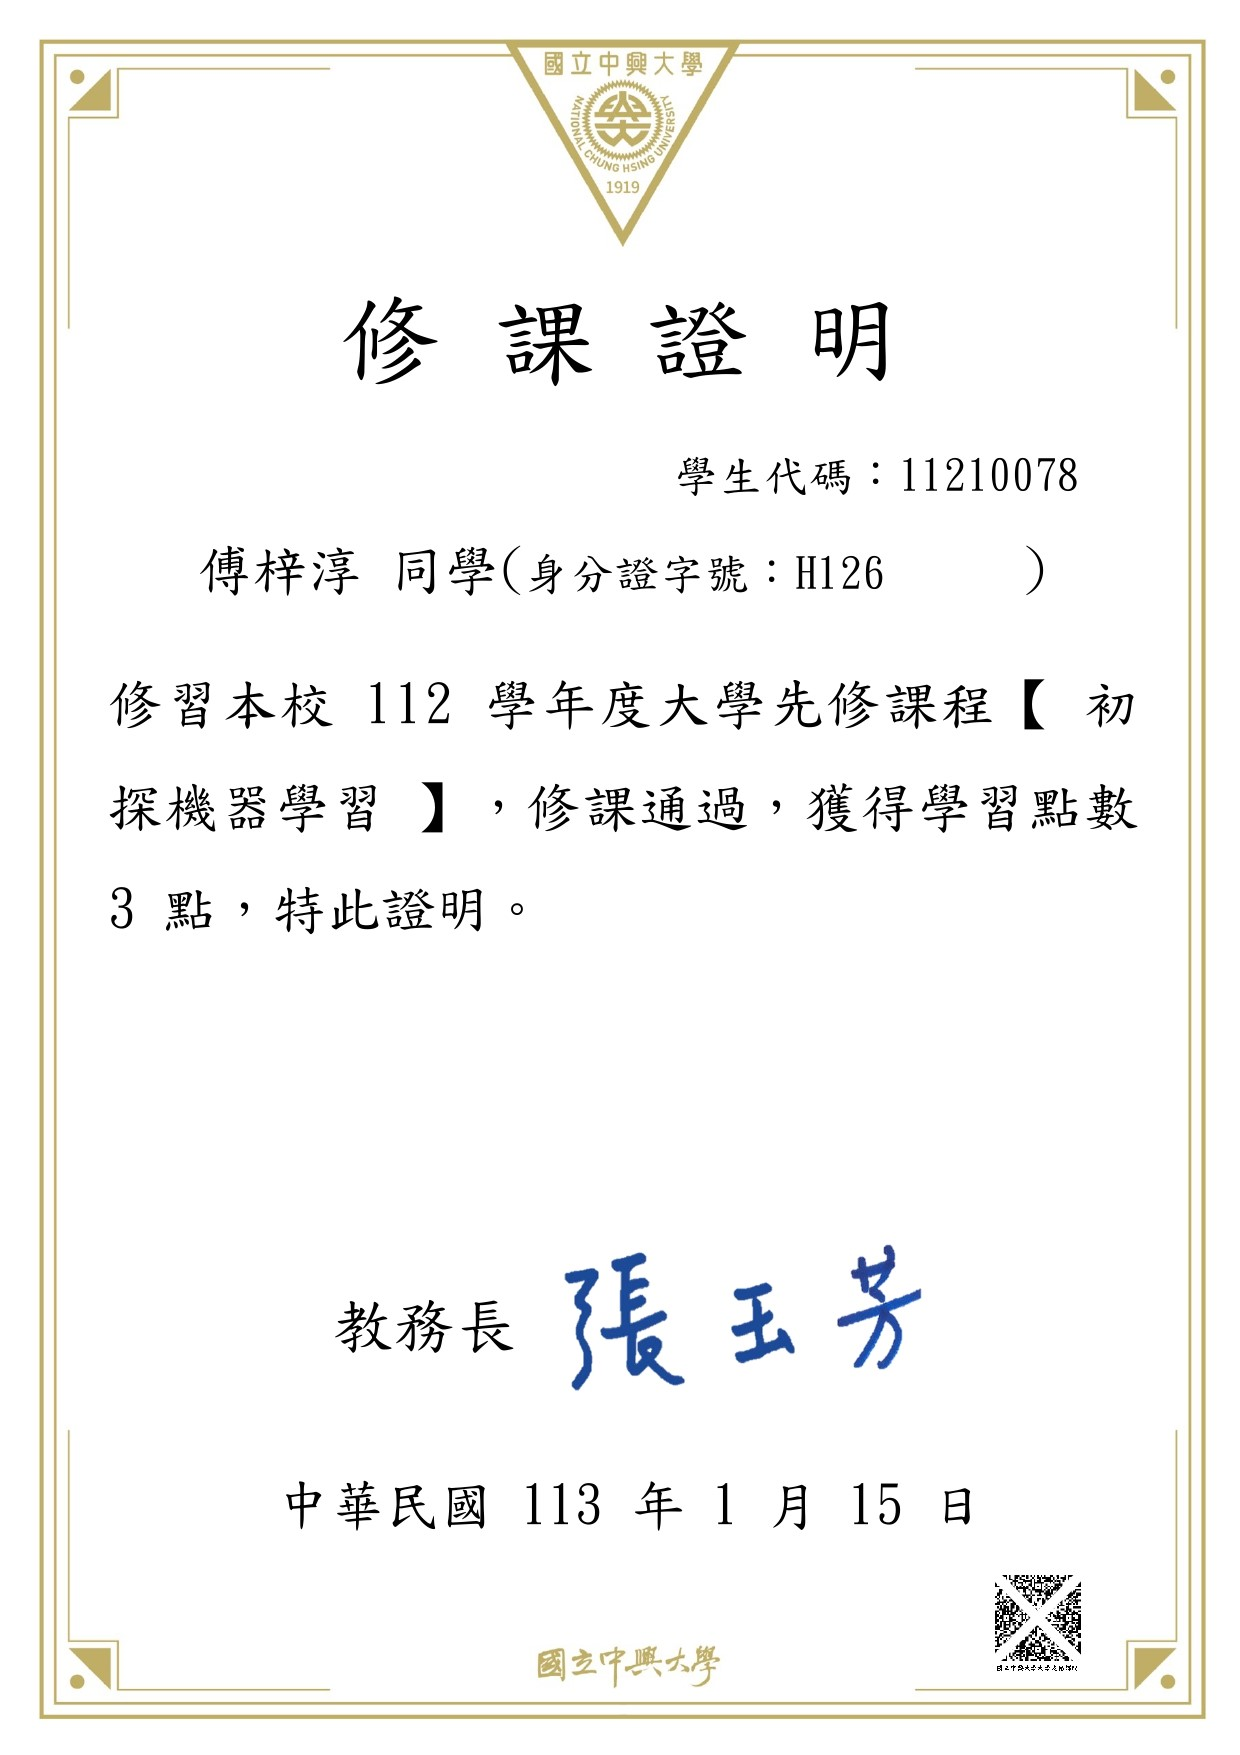 國立中興大學
NATIONAL CHUNG HSING UNIVERSITY
1919
修課證明
學生代碼：11210078
傅梓淳 同學(身分證字號：H126 )
修習本校 112 學年度大學先修課程【 初
探機器學習 】，修課通過，獲得學習點數
3 點，特此證明。
教務長 張玉芳
中華民國 113 年 1 月 15 日
國立中興大學